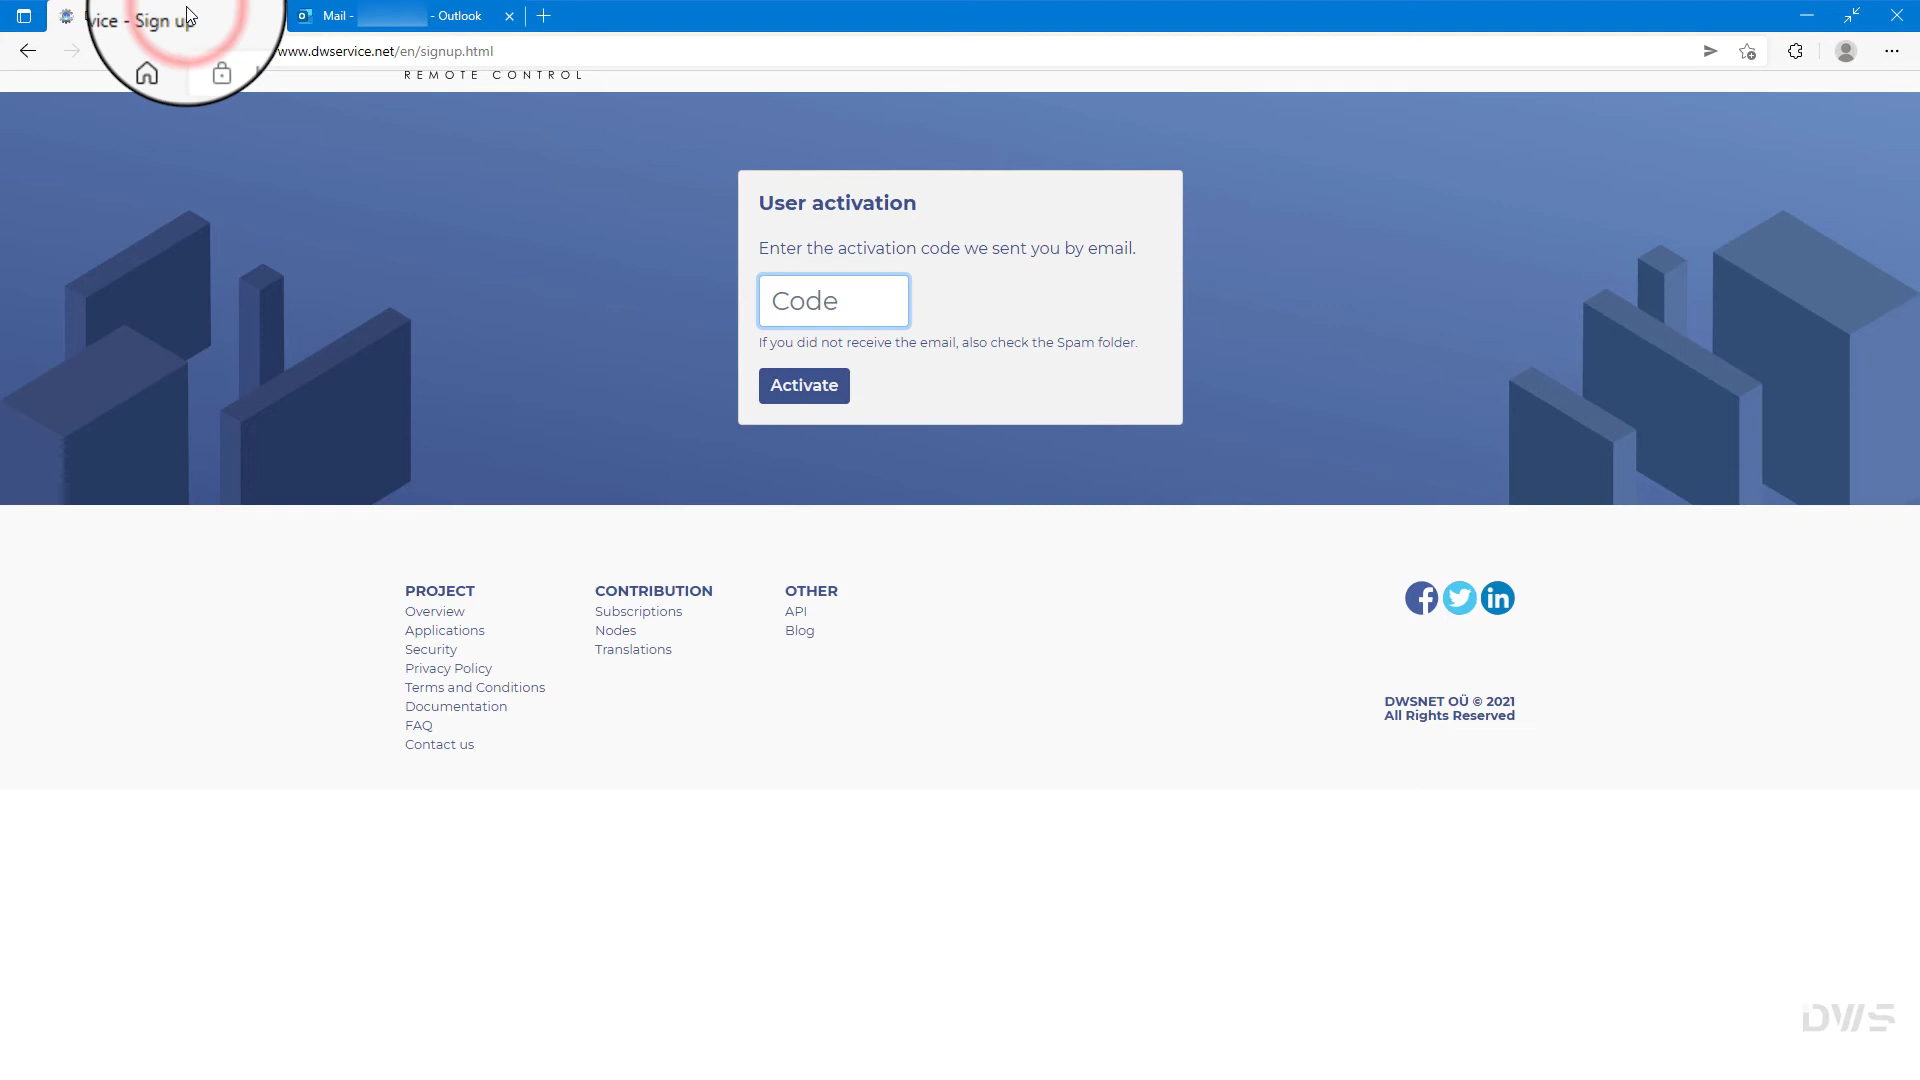 vice - Sign up
Mail - - Outlook
www.dwservice.net/en/signup.html
REMOTE CONTROL
User activation
Enter the activation code we sent you by email.
Code
If you did not receive the email, also check the Spam folder.
Activate
PROJECT
Overview
Applications
Security
Privacy Policy
Terms and Conditions
Documentation
FAQ
Contact us
CONTRIBUTION
Subscriptions
Nodes
Translations
OTHER
API
Blog
DWSNET OÜ © 2021
All Rights Reserved
DWS